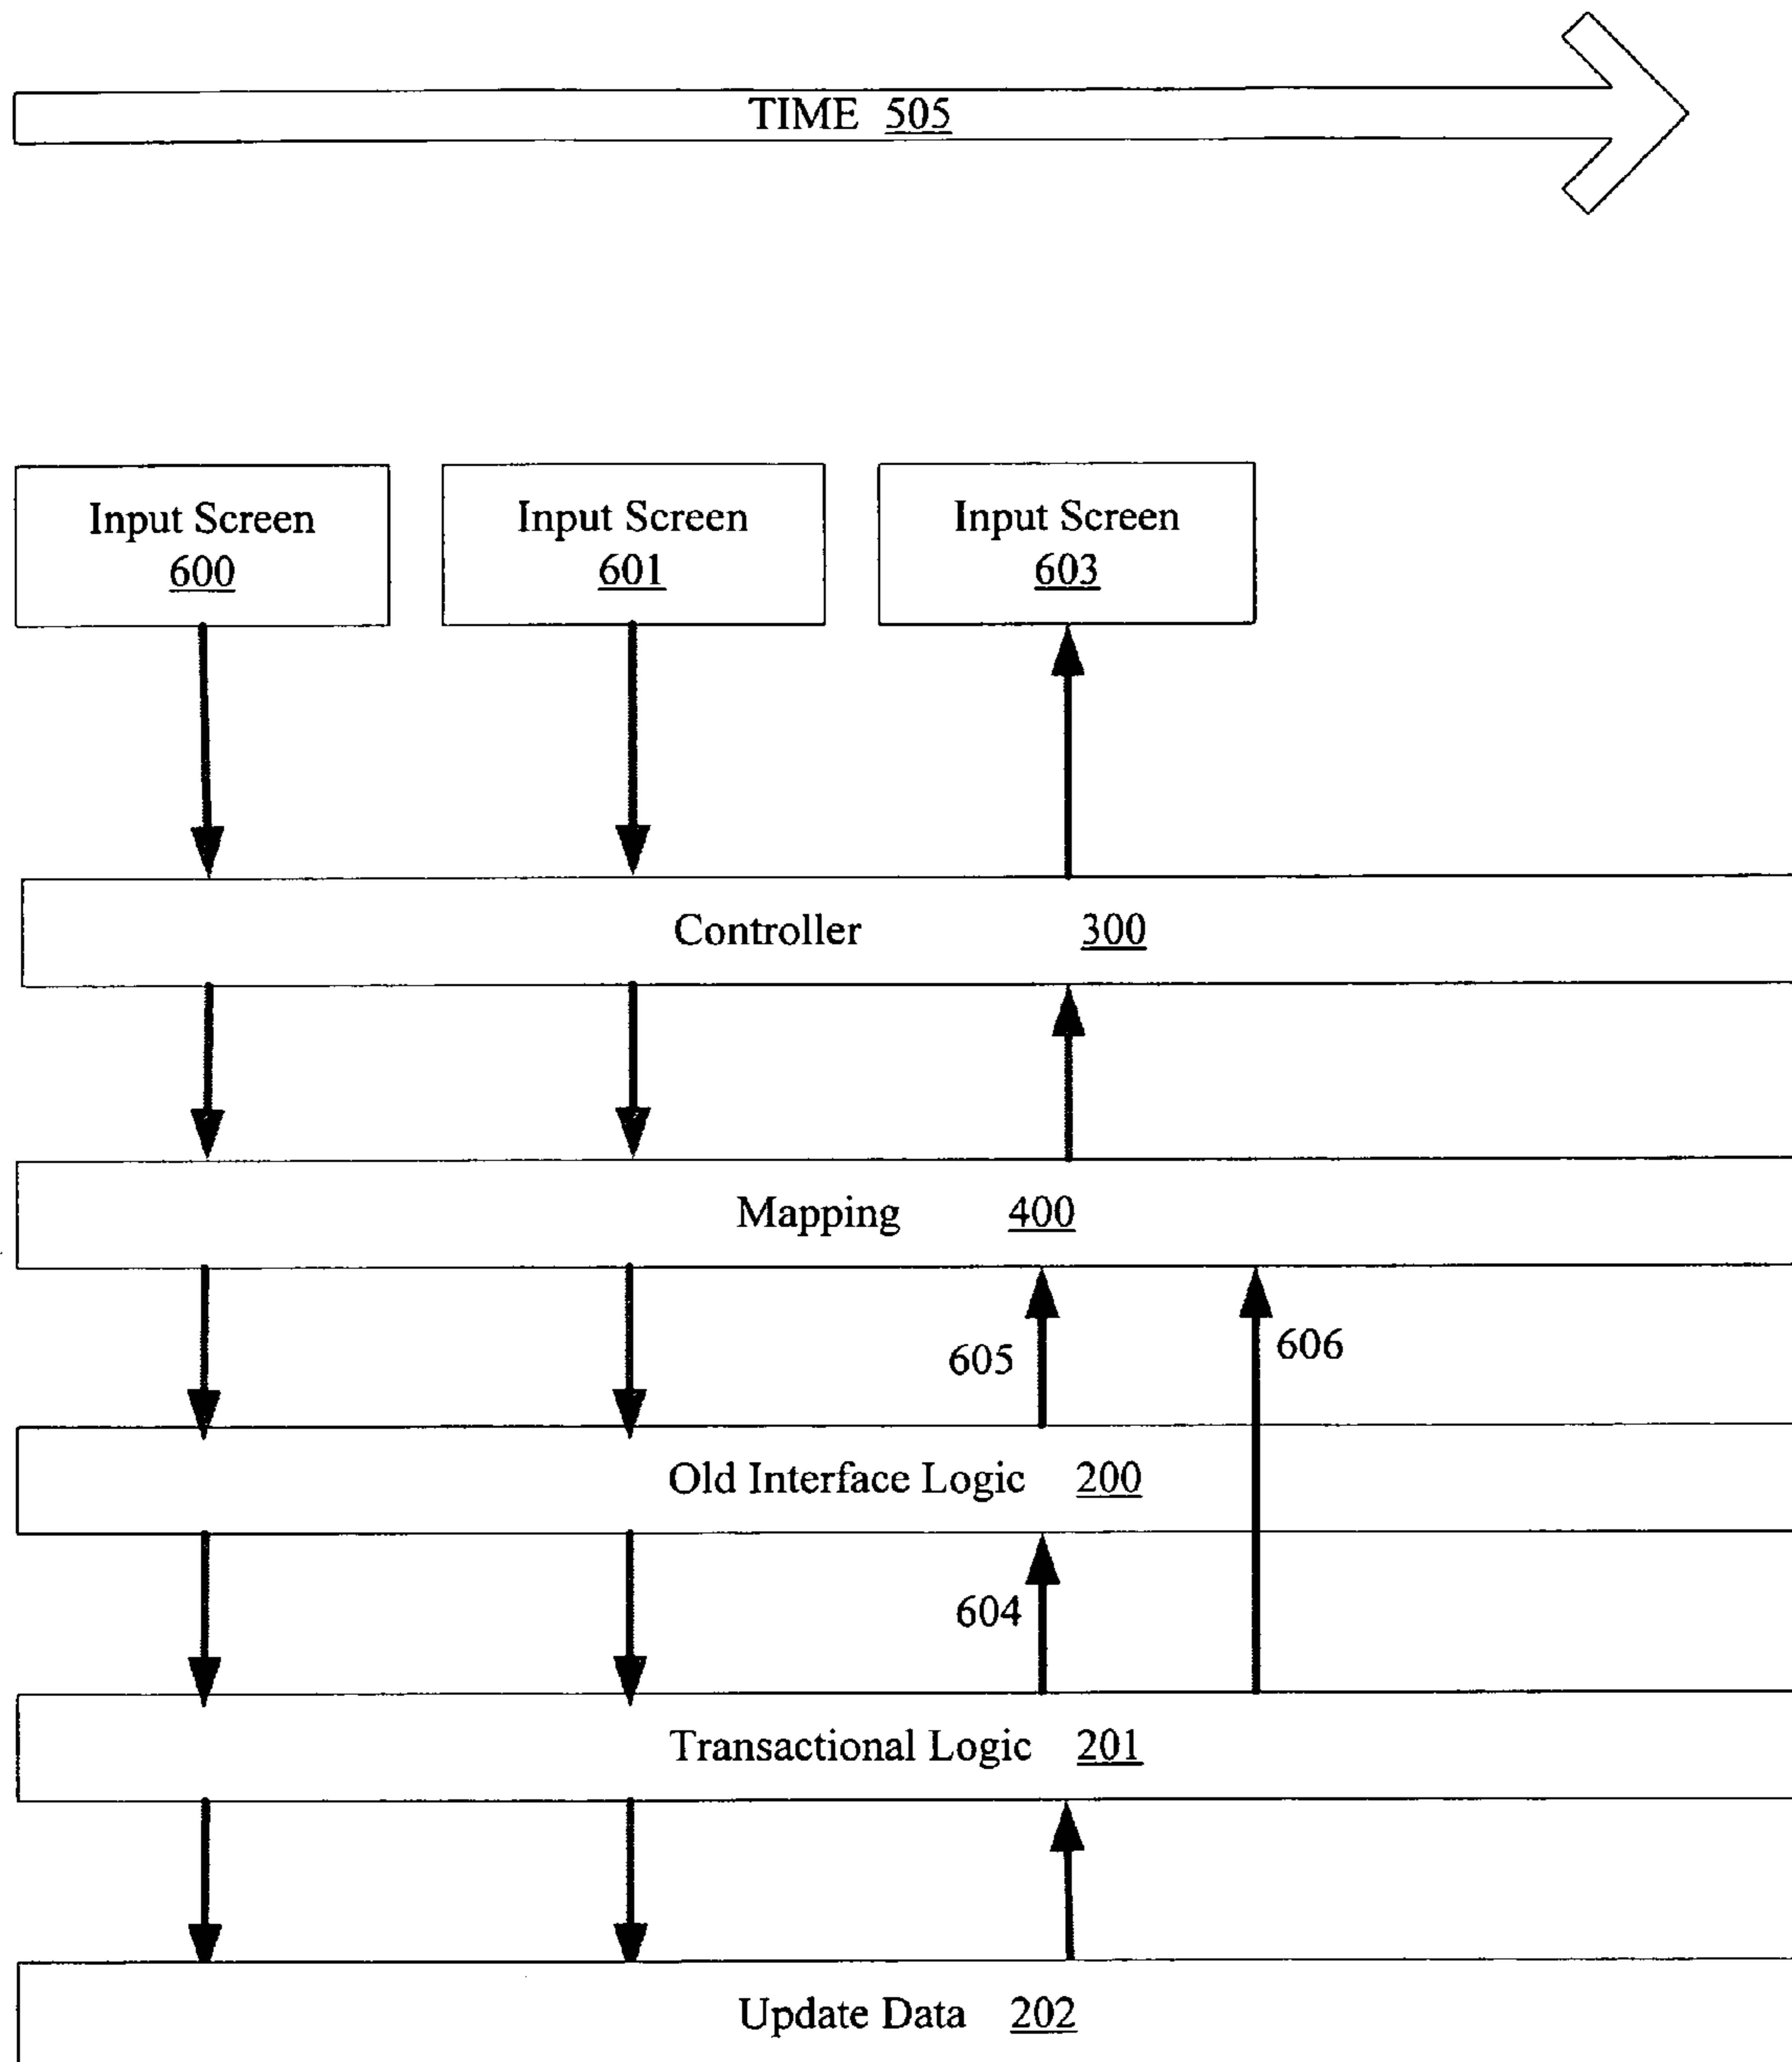 TIME 505
Input Screen
600
Input Screen
601
Input Screen
603
Controller 300
Mapping 400
605
606
Old Interface Logic 200
604
Transactional Logic 201
Update Data 202